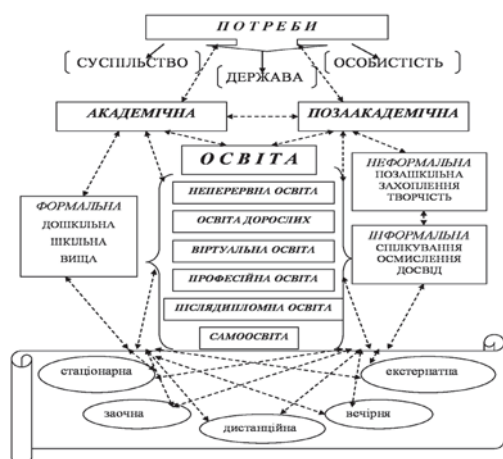 ПОТРЕБИ
СУСПІЛЬСТВО
ДЕРЖАВА
ОСОБИСТІСТЬ
АКАДЕМІЧНА
ПОЗААКАДЕМІЧНА
ОСВІТА
НЕПЕРЕРВНА ОСВІТА
ОСВІТА ДОРОСЛИХ
ВІРТУАЛЬНА ОСВІТА
ПРОФЕСІЙНА ОСВІТА
ПІСЛЯДИПЛОМНА ОСВІТА
САМООСВІТА
ФОРМАЛЬНА
ДОШКІЛЬНА
ШКІЛЬНА
ВИЩА
НЕФОРМАЛЬНА
ПОЗАШКІЛЬНА
ЗАХОПЛЕННЯ
ТВОРЧІСТЬ
ІНФОРМАЛЬНА
СПІЛКУВАННЯ
ОСМИСЛЕННЯ
ДОСВІД
стаціонарна
екстернатна
заочна
вечірня
дистанційна